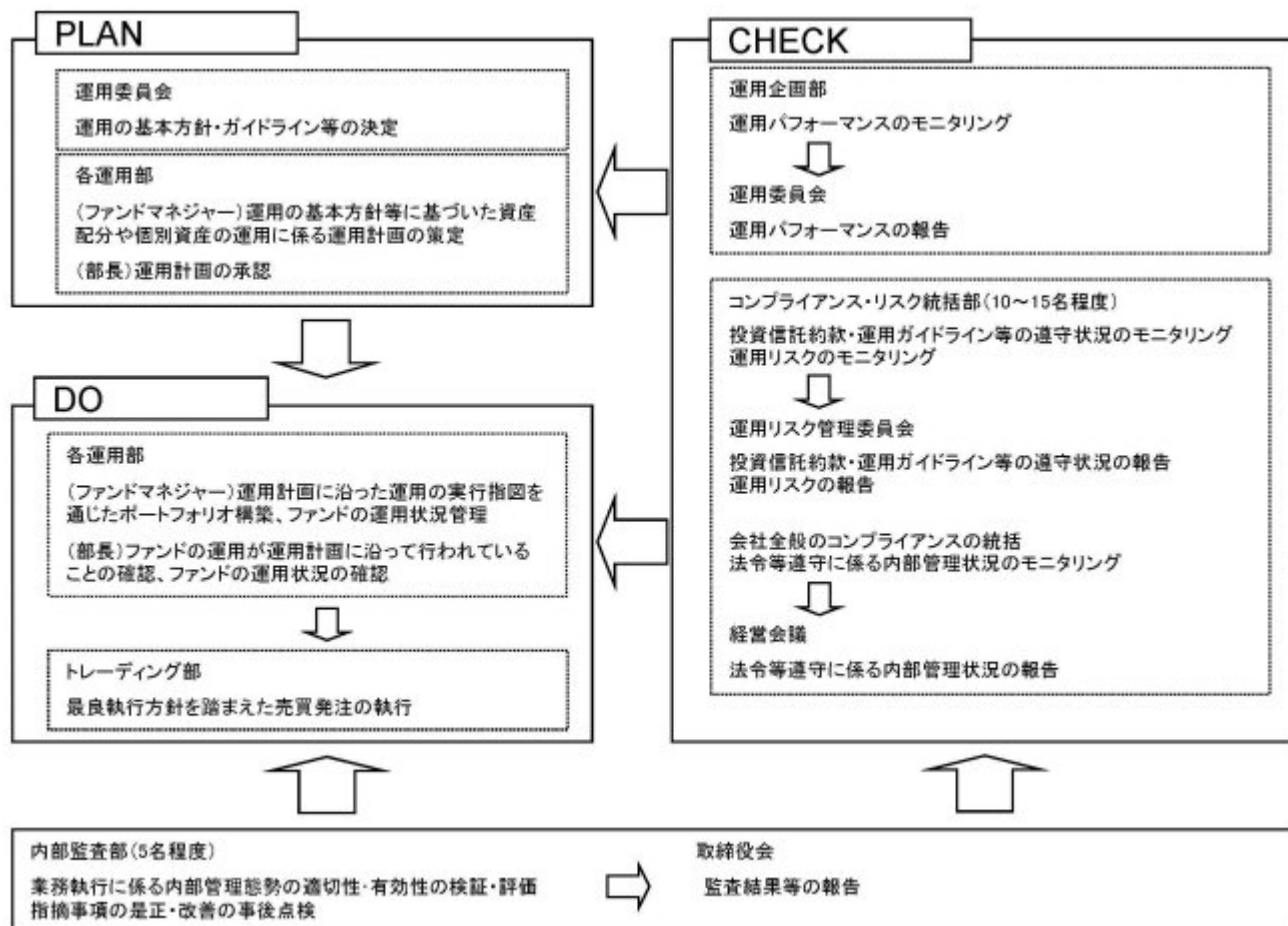 PLAN
運用委員会
運用の基本方針・ガイドライン等の決定
各運用部
(ファンドマネジャー)運用の基本方針等に基づいた資産
配分や個別資産の運用に係る運用計画の策定
(部長)運用計画の承認
DO
各運用部
(ファンドマネジャー)運用計画に沿った運用の実行指図を
通じたポートフォリオ構築、ファンドの運用状況管理
(部長)ファンドの運用が運用計画に沿って行われている
ことの確認、ファンドの運用状況の確認
トレーディング部
最良執行方針を踏まえた売買発注の執行
CHECK
運用企画部
運用パフォーマンスのモニタリング
運用委員会
運用パフォーマンスの報告
コンプライアンス・リスク統括部(10～15名程度)
投資信託約款・運用ガイドライン等の遵守状況のモニタリング
運用リスクのモニタリング
運用リスク管理委員会
投資信託約款・運用ガイドライン等の遵守状況の報告
運用リスクの報告
会社全般のコンプライアンスの統括
法令等遵守に係る内部管理状況のモニタリング
経営会議
法令等遵守に係る内部管理状況の報告
内部監査部(5名程度)
業務執行に係る内部管理態勢の適切性・有効性の検証・評価
指摘事項の是正・改善の事後点検
取締役会
監査結果等の報告